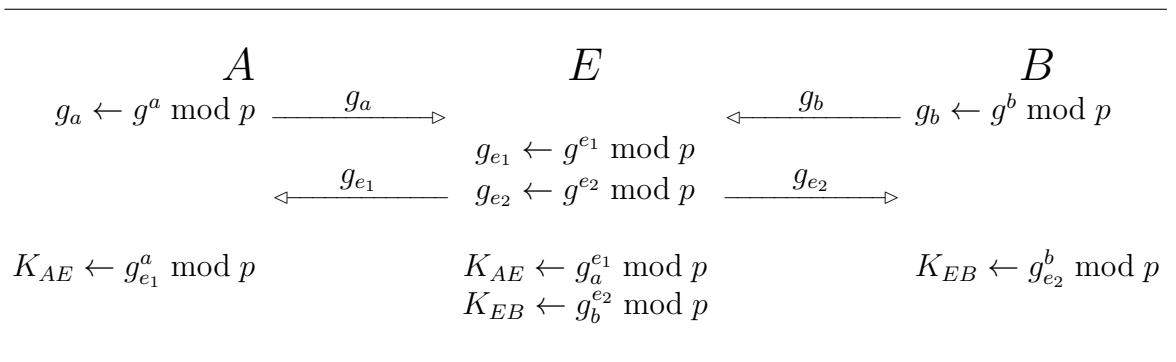 A E B
g_a ← g^a mod p g_a g_b g_b ← g^b mod p
g_{e_1} ← g^{e_1} mod p
g_{e_1} g_{e_2} ← g^{e_2} mod p g_{e_2}
K_{AE} ← g_{e_1}^a mod p K_{AE} ← g_a^{e_1} mod p K_{EB} ← g_{e_2}^b mod p
K_{EB} ← g_b^{e_2} mod p